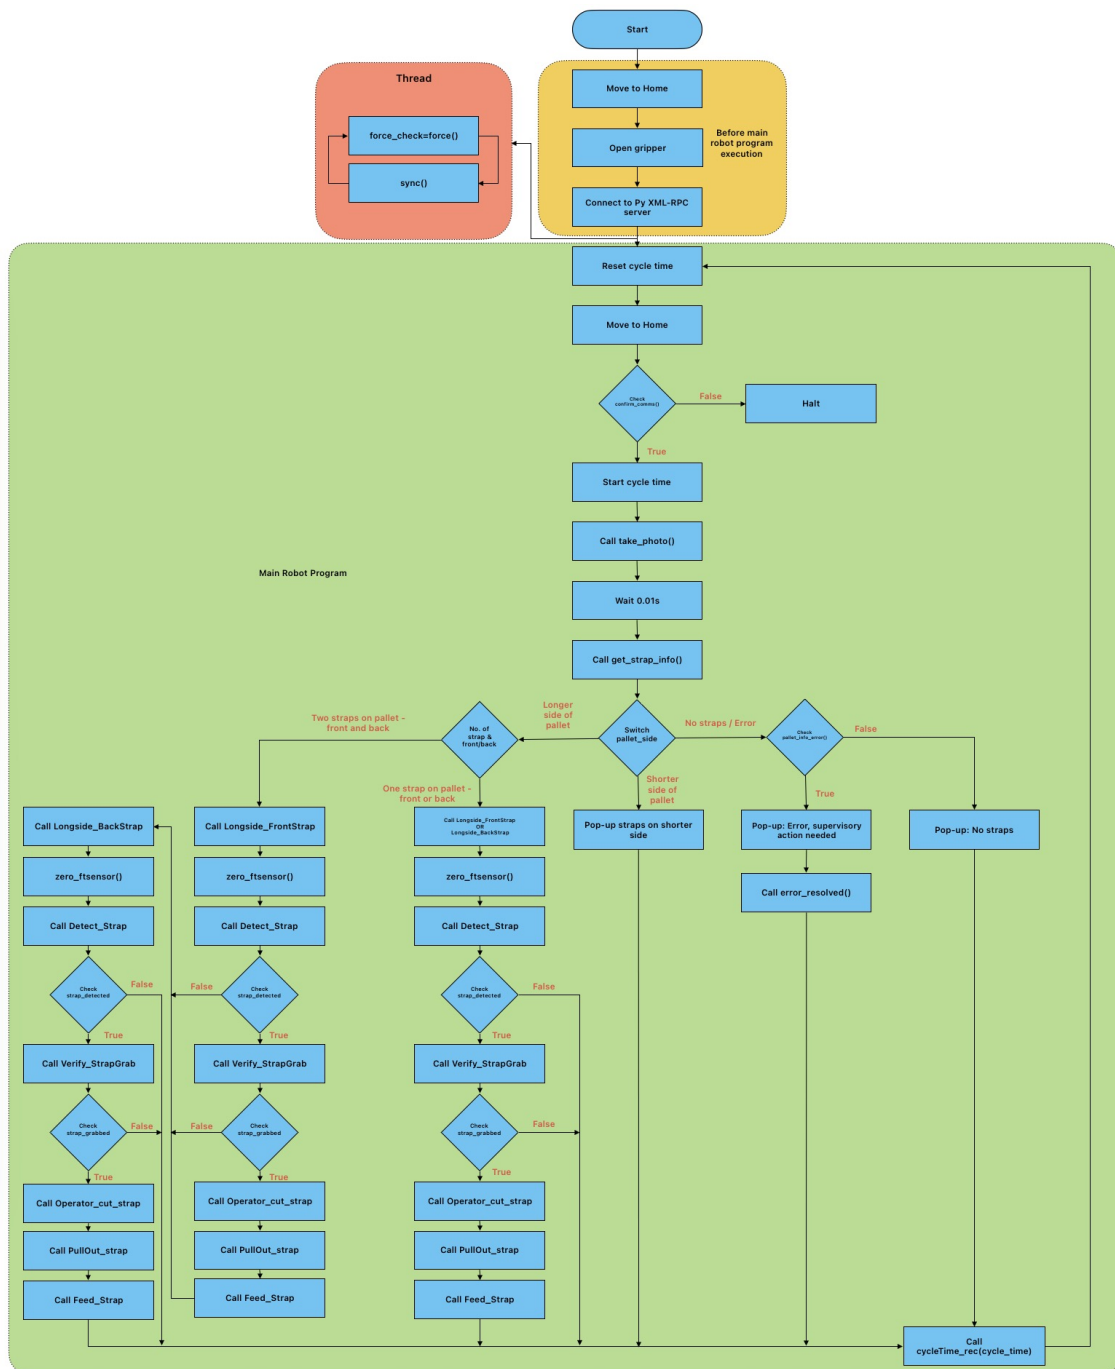 Start
Thread
Move to Home
force_check=force()
Open gripper
Before main
robot program
execution
sync()
Connect to Py XML-RPC
server
Reset cycle time
Move to Home
Check
confirm_comms()
False
Halt
True
Start cycle time
Call take_photo()
Main Robot Program
Wait 0.01s
Call get_strap_info()
Two straps on pallet -
front and back
No. of
strap &
front/back
Longer
side of
pallet
Switch
pallet_side
No straps / Error
Check
pallet_info_error()
False
One strap on pallet -
front or back
Shorter
side of
pallet
True
Call Longside_BackStrap
Call Longside_FrontStrap
Call Longside_FrontStrap
OR
Longside_BackStrap
Pop-up straps on shorter
side
Pop-up: Error, supervisory
action needed
Pop-up: No straps
zero_ftsensor()
zero_ftsensor()
zero_ftsensor()
Call error_resolved()
Call Detect_Strap
Call Detect_Strap
Call Detect_Strap
Check
strap_detected
False
False
Check
strap_detected
Check
strap_detected
False
True
True
True
Call Verify_StrapGrab
Call Verify_StrapGrab
Call Verify_StrapGrab
Check
strap_grabbed
False
False
Check
strap_grabbed
Check
strap_grabbed
False
True
True
True
Call Operator_cut_strap
Call Operator_cut_strap
Call Operator_cut_strap
Call PullOut_strap
Call PullOut_strap
Call PullOut_strap
Call Feed_Strap
Call Feed_Strap
Call Feed_Strap
Call
cycleTime_rec(cycle_time)